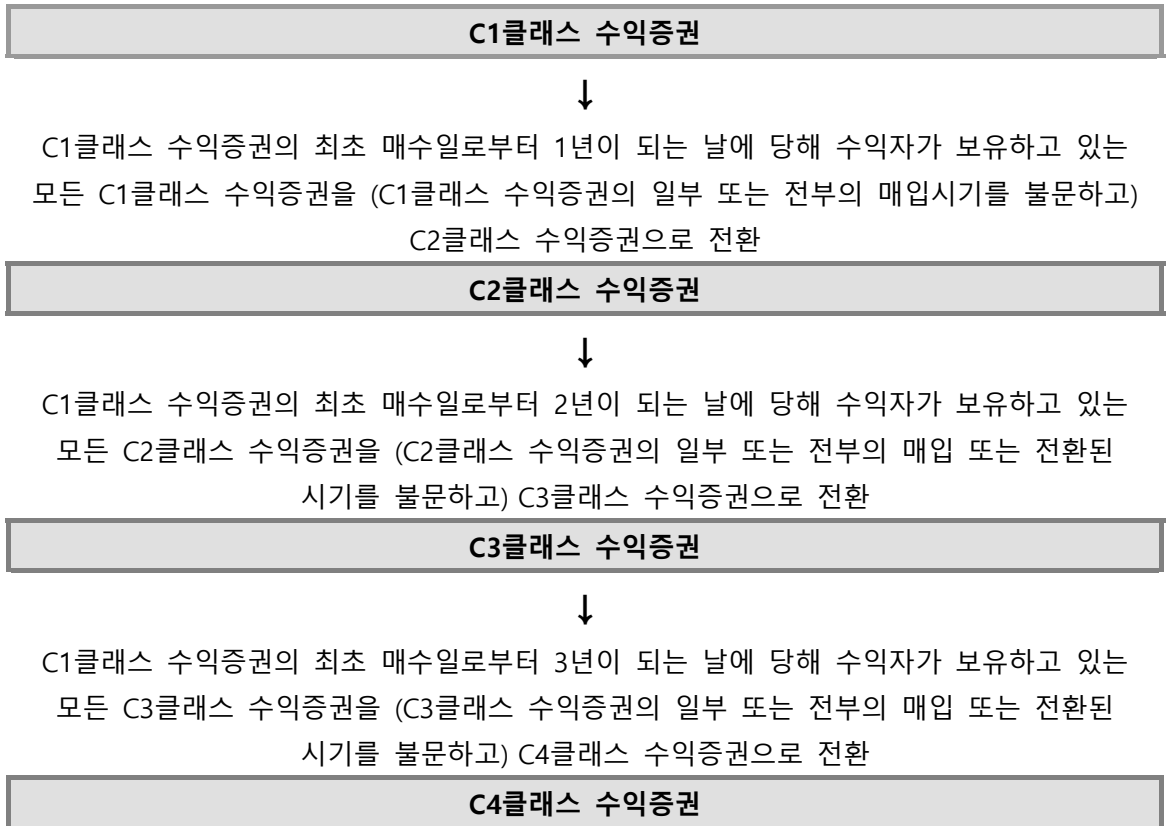 C1클래스 수익증권
↓
C1클래스 수익증권의 최초 매수일로부터 1년이 되는 날에 당해 수익자가 보유하고 있는
모든 C1클래스 수익증권을 (C1클래스 수익증권의 일부 또는 전부의 매입시기를 불문하고)
C2클래스 수익증권으로 전환
C2클래스 수익증권
↓
C1클래스 수익증권의 최초 매수일로부터 2년이 되는 날에 당해 수익자가 보유하고 있는
모든 C2클래스 수익증권을 (C2클래스 수익증권의 일부 또는 전부의 매입 또는 전환된
시기를 불문하고) C3클래스 수익증권으로 전환
C3클래스 수익증권
↓
C1클래스 수익증권의 최초 매수일로부터 3년이 되는 날에 당해 수익자가 보유하고 있는
모든 C3클래스 수익증권을 (C3클래스 수익증권의 일부 또는 전부의 매입 또는 전환된
시기를 불문하고) C4클래스 수익증권으로 전환
C4클래스 수익증권